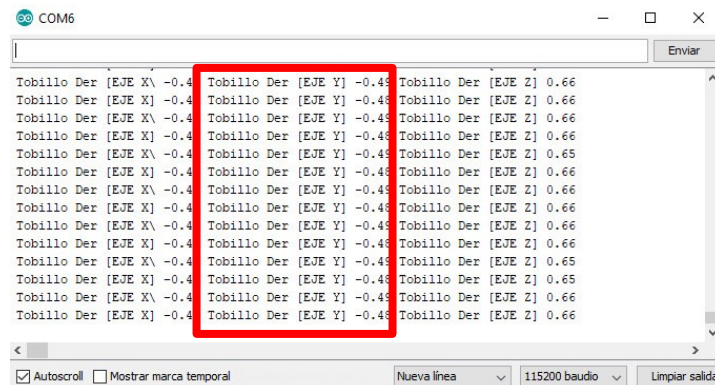 COM6
Enviar
Tobillo Der [EJE X\ -0.4 Tobillo Der [EJE Y] -0.49 Tobillo Der [EJE Z] 0.66
Tobillo Der [EJE X] -0.4 Tobillo Der [EJE Y] -0.48 Tobillo Der [EJE Z] 0.66
Tobillo Der [EJE X\ -0.4 Tobillo Der [EJE Y] -0.49 Tobillo Der [EJE Z] 0.66
Tobillo Der [EJE X] -0.4 Tobillo Der [EJE Y] -0.48 Tobillo Der [EJE Z] 0.66
Tobillo Der [EJE X\ -0.4 Tobillo Der [EJE Y] -0.49 Tobillo Der [EJE Z] 0.65
Tobillo Der [EJE X] -0.4 Tobillo Der [EJE Y] -0.48 Tobillo Der [EJE Z] 0.66
Tobillo Der [EJE X\ -0.4 Tobillo Der [EJE Y] -0.49 Tobillo Der [EJE Z] 0.66
Tobillo Der [EJE X] -0.4 Tobillo Der [EJE Y] -0.48 Tobillo Der [EJE Z] 0.66
Tobillo Der [EJE X\ -0.4 Tobillo Der [EJE Y] -0.48 Tobillo Der [EJE Z] 0.66
Tobillo Der [EJE X] -0.4 Tobillo Der [EJE Y] -0.48 Tobillo Der [EJE Z] 0.66
Tobillo Der [EJE X] -0.4 Tobillo Der [EJE Y] -0.49 Tobillo Der [EJE Z] 0.65
Tobillo Der [EJE X] -0.4 Tobillo Der [EJE Y] -0.48 Tobillo Der [EJE Z] 0.65
Tobillo Der [EJE X\ -0.4 Tobillo Der [EJE Y] -0.49 Tobillo Der [EJE Z] 0.66
Tobillo Der [EJE X] -0.4 Tobillo Der [EJE Y] -0.48 Tobillo Der [EJE Z] 0.66
Autoscroll Mostrar marca temporal Nueva línea 115200 baudio Limpiar salida